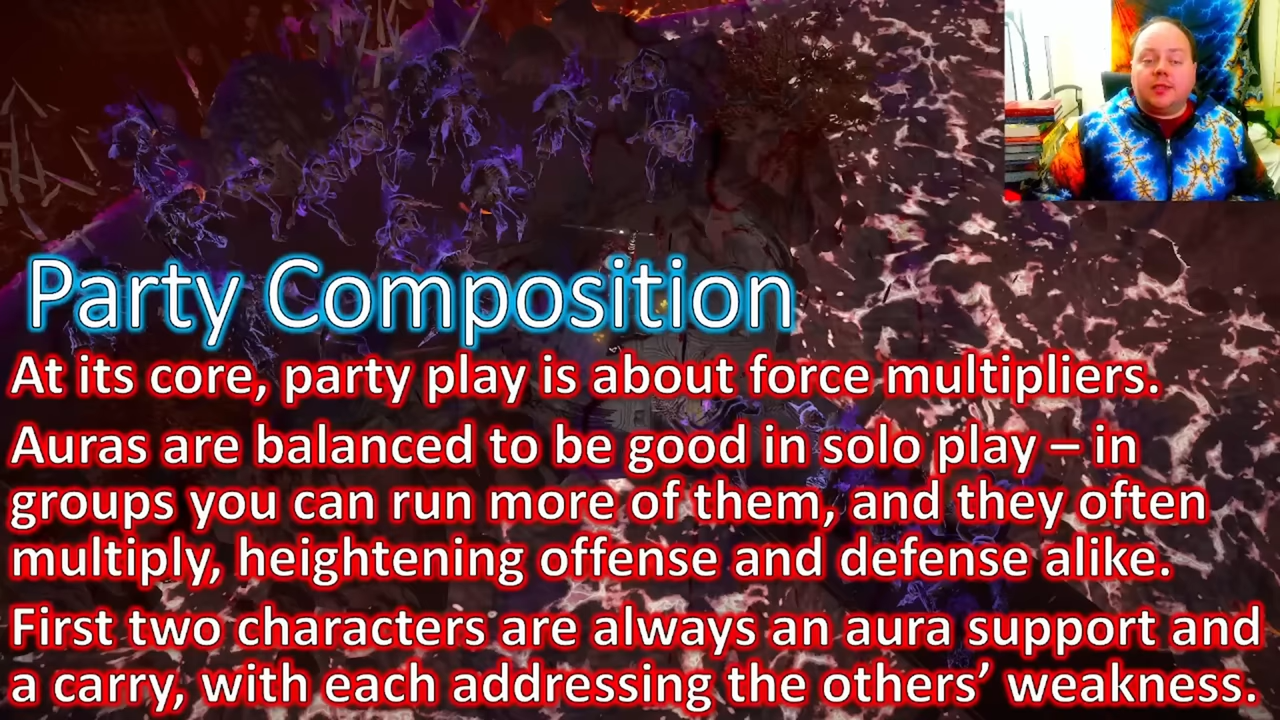 Party Composition
At its core, party play is about force multipliers.
Auras are balanced to be good in solo play – in
groups you can run more of them, and they often
multiply, heightening offense and defense alike.
First two characters are always an aura support and
a carry, with each addressing the others’ weakness.